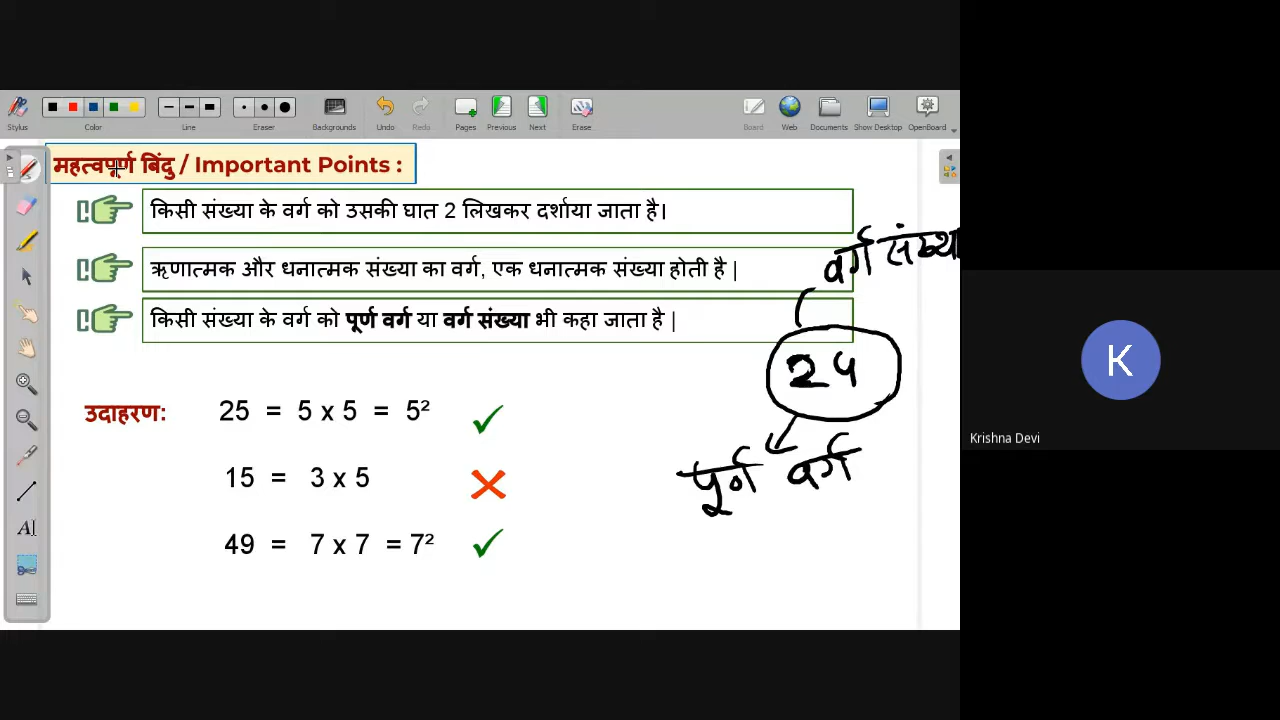 Stylus Color Line Eraser Backgrounds Undo Redo Pages Previous Next Erase Board Web Documents Show Desktop OpenBoard
महत्वपूर्ण बिंदु / Important Points :
किसी संख्या के वर्ग को उसकी घात 2 लिखकर दर्शाया जाता है।
ऋणात्मक और धनात्मक संख्या का वर्ग, एक धनात्मक संख्या होती है |
किसी संख्या के वर्ग को पूर्ण वर्ग या वर्ग संख्या भी कहा जाता है |
वर्ग संख्या
25
पूर्ण वर्ग
उदाहरण: 25 = 5 x 5 = 5²
15 = 3 x 5
49 = 7 x 7 = 7²
K
Krishna Devi